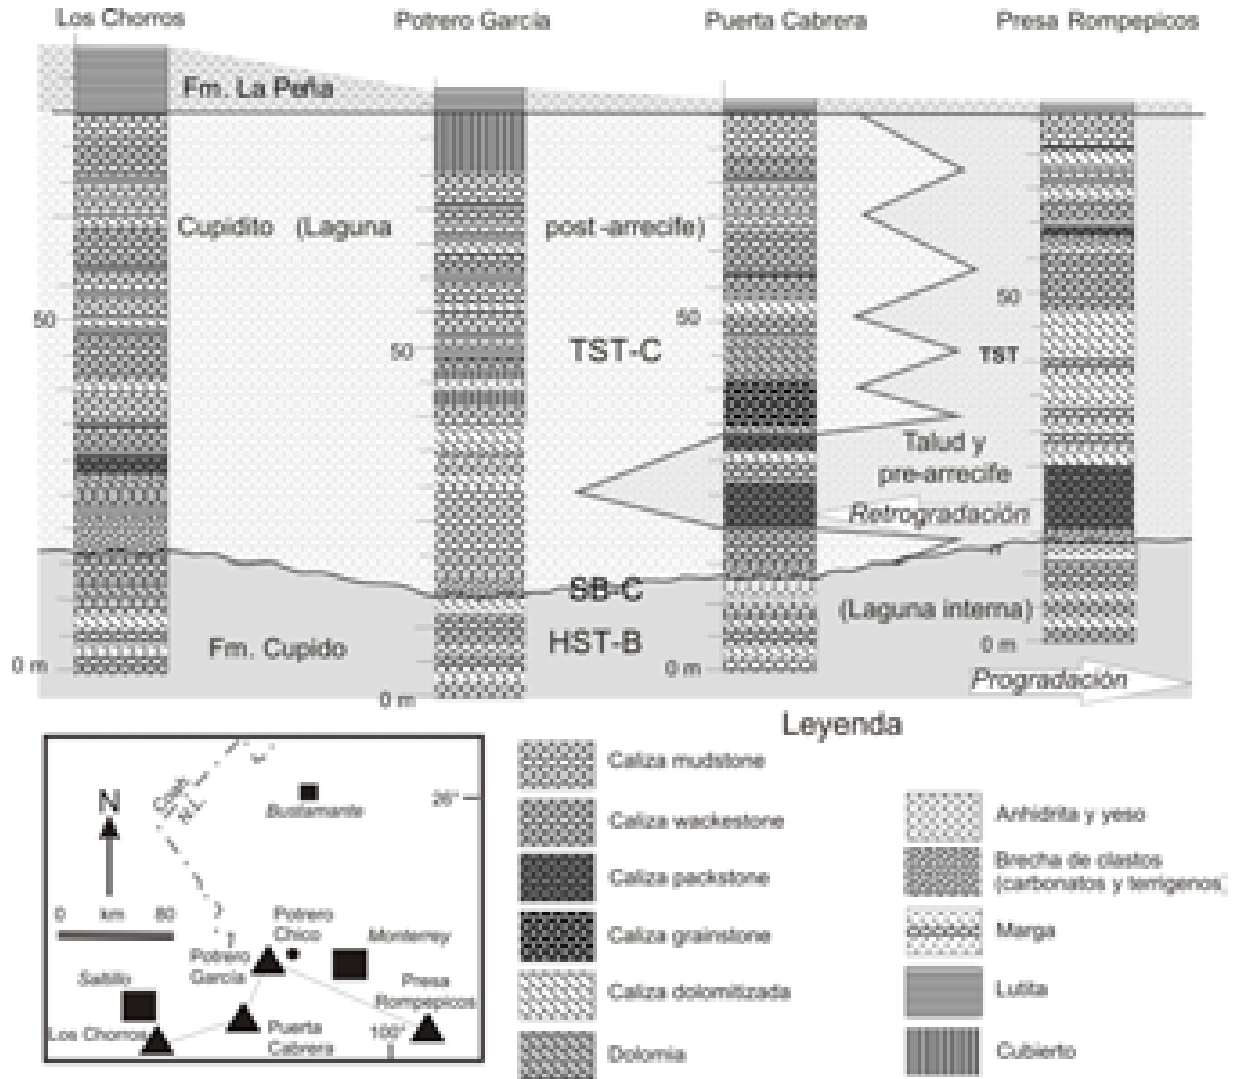 Los Chorros
Potrero García
Puerta Cabrera
Presa Rompepicos
Fm. La Peña
Cupidito (Laguna post-arrecife)
50
50
50
50
TST-C
TST
Talud y
pre-arrecife
Retrogradación
SB-C
(Laguna interna)
HST-B
Fm. Cupido
0 m
0 m
0 m
0 m
Progradación
Leyenda
Caliza mudstone
Caliza wackestone
Caliza packstone
Caliza grainstone
Caliza dolomitizada
Dolomia
Anhidrita y yeso
Brecha de clastos
(carbonatos y terrígenos;
Marga
Lutita
Cubierto
N
Coah
N.L.
Bustamante
26°
0 km 80
Potrero
Chico
Monterrey
Potrero
García
Saltillo
Presa
Rompepicos
Los Chorros
Puerta
Cabrera
100°